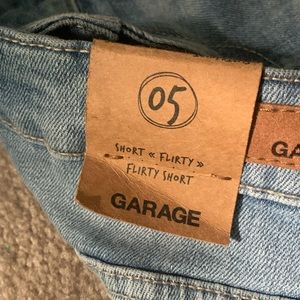 05
SHORT « FLIRTY »
FLIRTY SHORT
GARAGE
GA